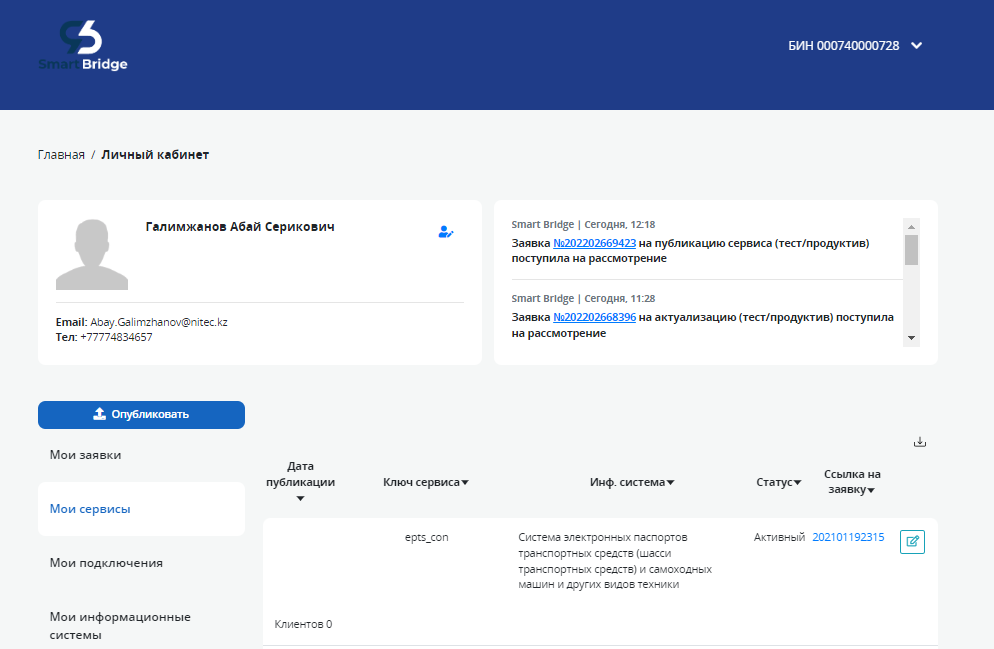 Smart Bridge
БИН 000740000728
Главная / Личный кабинет
Галимжанов Абай Серикович
Email: Abay.Galimzhanov@nitec.kz
Тел: +77774834657
Smart Bridge | Сегодня, 12:18
Заявка №202202669423 на публикацию сервиса (тест/продуктив)
поступила на рассмотрение
Smart Bridge | Сегодня, 11:28
Заявка №202202668396 на актуализацию (тест/продуктив) поступила
на рассмотрение
Опубликовать
Мои заявки
Мои сервисы
Мои подключения
Мои информационные
системы
Дата
публикации
Ключ сервиса
Инф. система
Статус
Ссылка на
заявку
epts_con
Система электронных паспортов
транспортных средств (шасси
транспортных средств) и самоходных
машин и других видов техники
Активный
202101192315
Клиентов 0